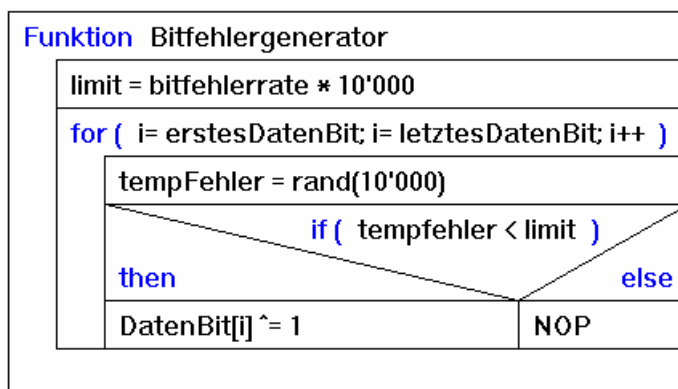 Funktion Bitfehlergenerator
limit = bitfehlerrate * 10'000
for ( i= erstesDatenBit; i= letztesDatenBit; i++ )
tempFehler = rand(10'000)
if ( tempfehler < limit )
then else
DatenBit[i] ^= 1 NOP